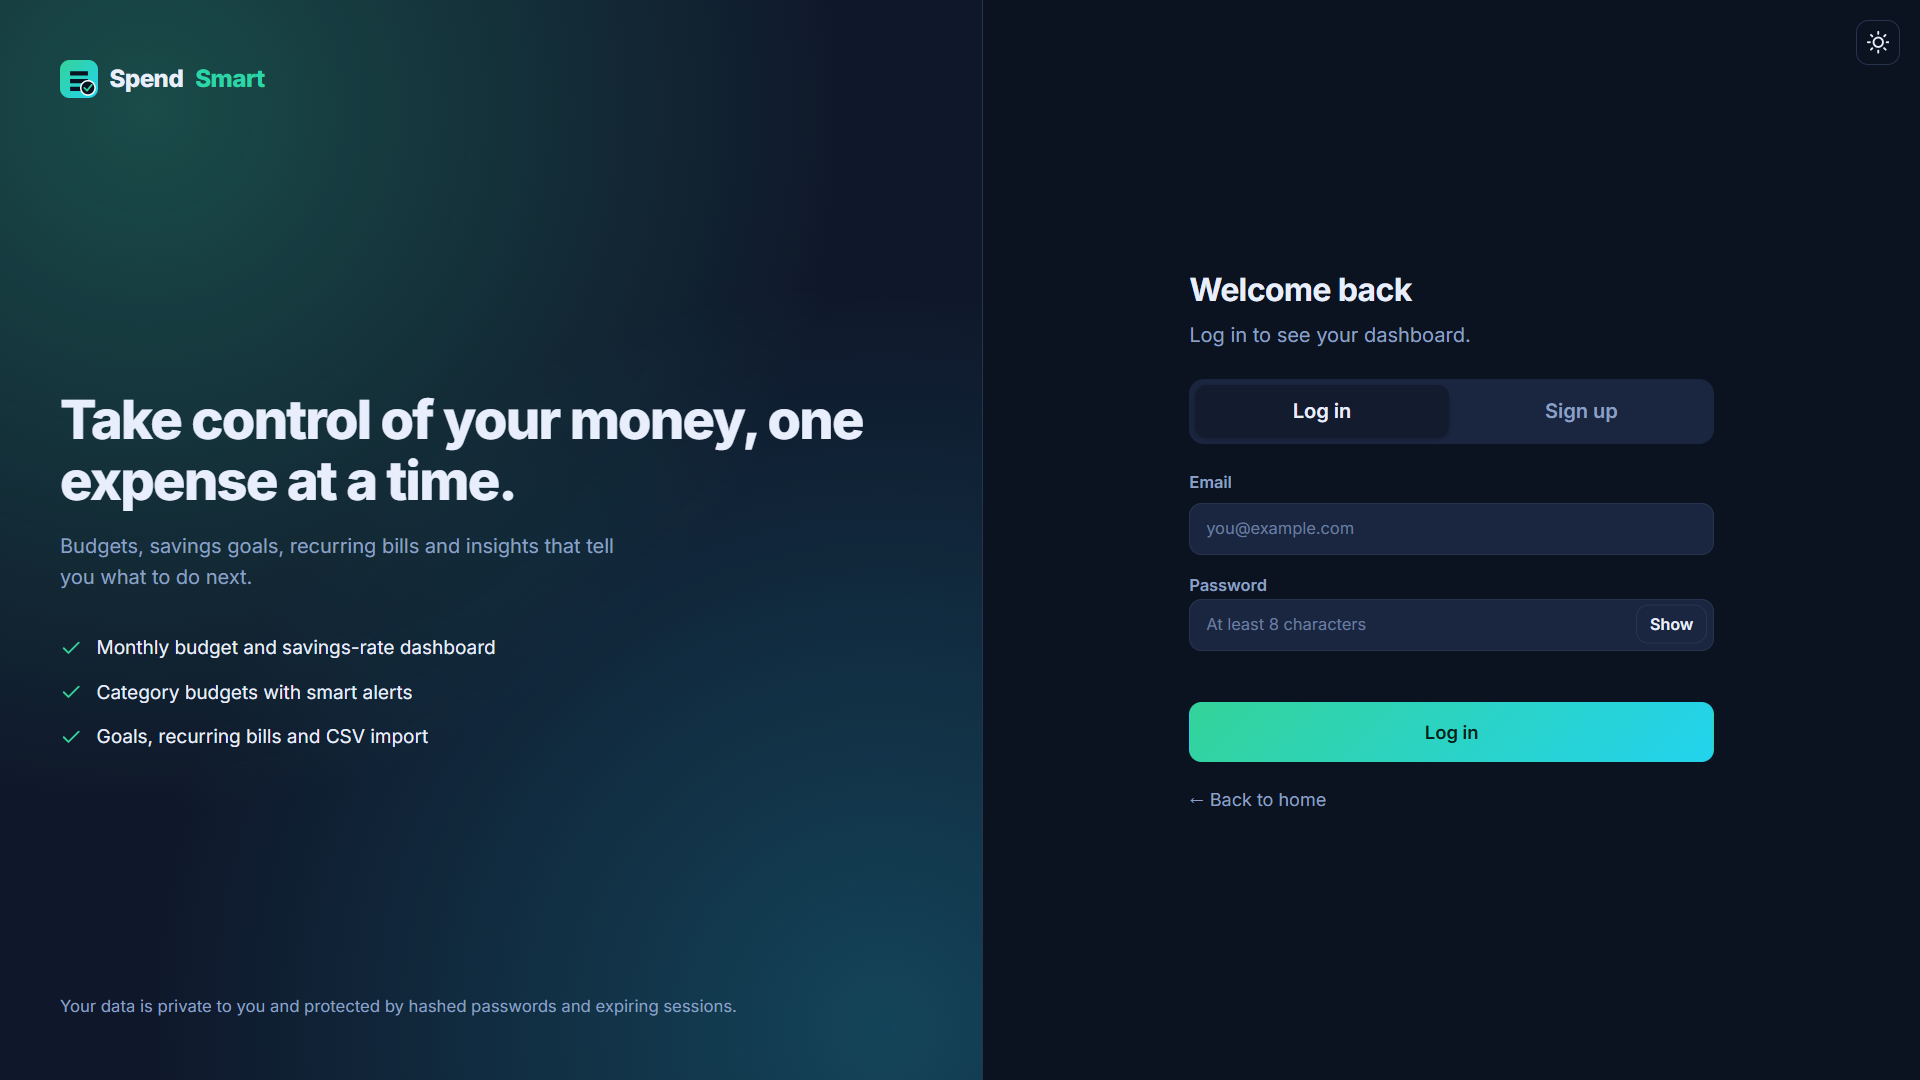 Spend Smart
Take control of your money, one
expense at a time.
Budgets, savings goals, recurring bills and insights that tell
you what to do next.
Monthly budget and savings-rate dashboard
Category budgets with smart alerts
Goals, recurring bills and CSV import
Your data is private to you and protected by hashed passwords and expiring sessions.
Welcome back
Log in to see your dashboard.
Log in Sign up
Email
you@example.com
Password
At least 8 characters Show
Log in
← Back to home